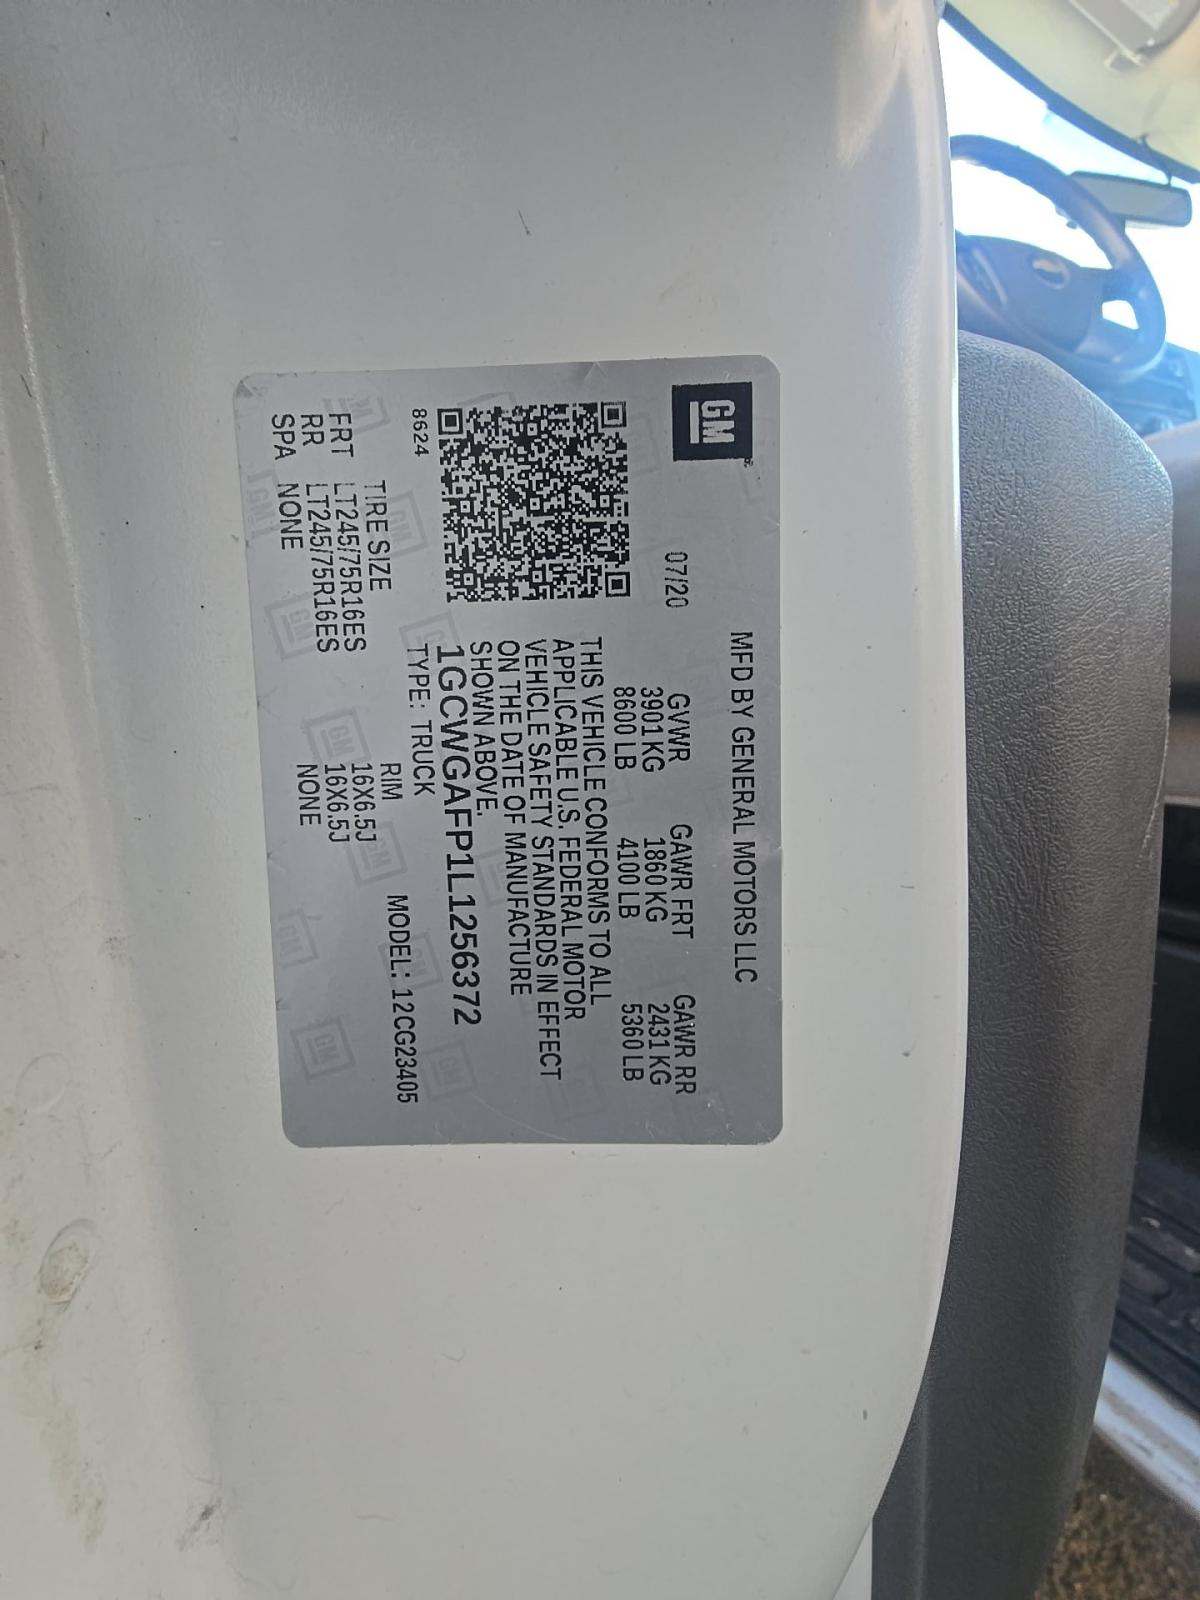 GM
MFD BY GENERAL MOTORS LLC
07/20
GVWR GAWR FRT GAWR RR
3901 KG 1860 KG 2431 KG
8600 LB 4100 LB 5360 LB
THIS VEHICLE CONFORMS TO ALL
APPLICABLE U.S. FEDERAL MOTOR
VEHICLE SAFETY STANDARDS IN EFFECT
ON THE DATE OF MANUFACTURE
SHOWN ABOVE.
1GCWGAFP1L1256372
8624
TYPE: TRUCK MODEL: 12CG23405
TIRE SIZE RIM
FRT LT245/75R16ES 16X6.5J
RR LT245/75R16ES 16X6.5J
SPA NONE NONE